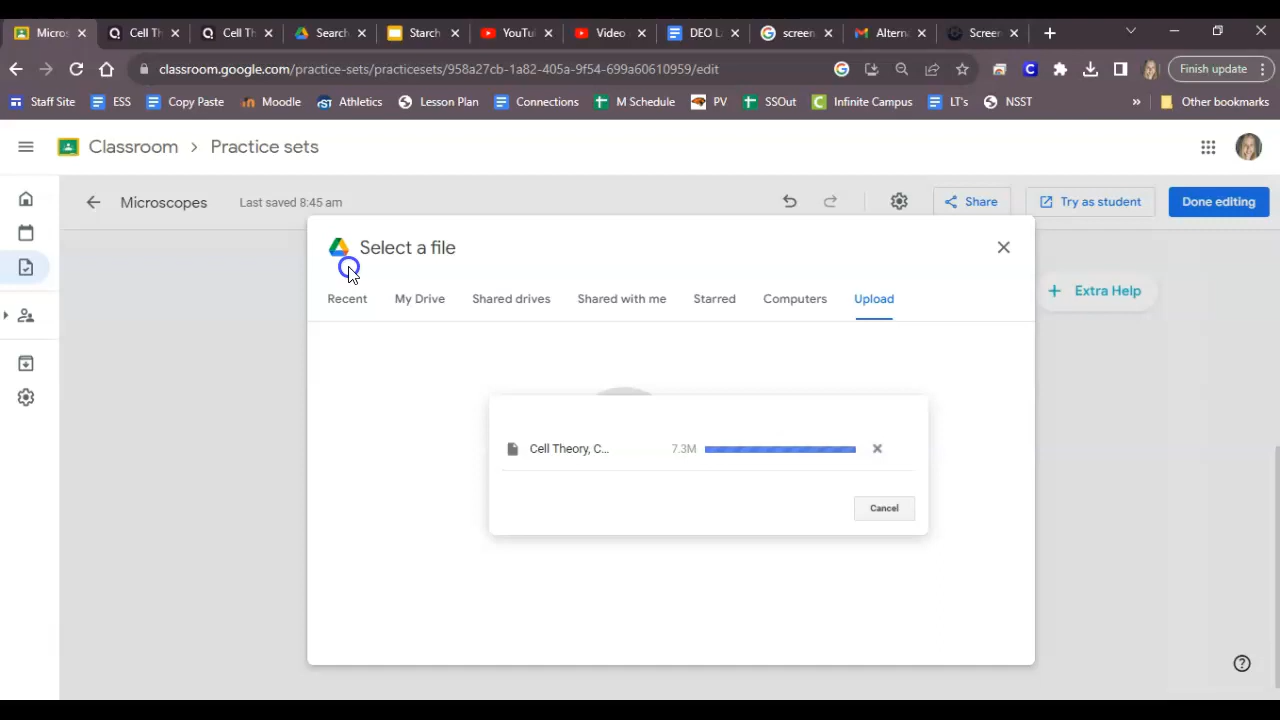 Micros Cell Th Cell Th Search Starch YouTu Video DEO L screen Alterna Screen
classroom.google.com/practice-sets/practicesets/958a27cb-1a82-405a-9f54-699a60610959/edit Finish update
Staff Site ESS Copy Paste Moodle Athletics Lesson Plan Connections M Schedule PV SSOut Infinite Campus LT's NSST » Other bookmarks
Classroom > Practice sets
Microscopes Last saved 8:45 am Share Try as student Done editing
Select a file
Recent My Drive Shared drives Shared with me Starred Computers Upload
+ Extra Help
Cell Theory, C... 7.3M
Cancel